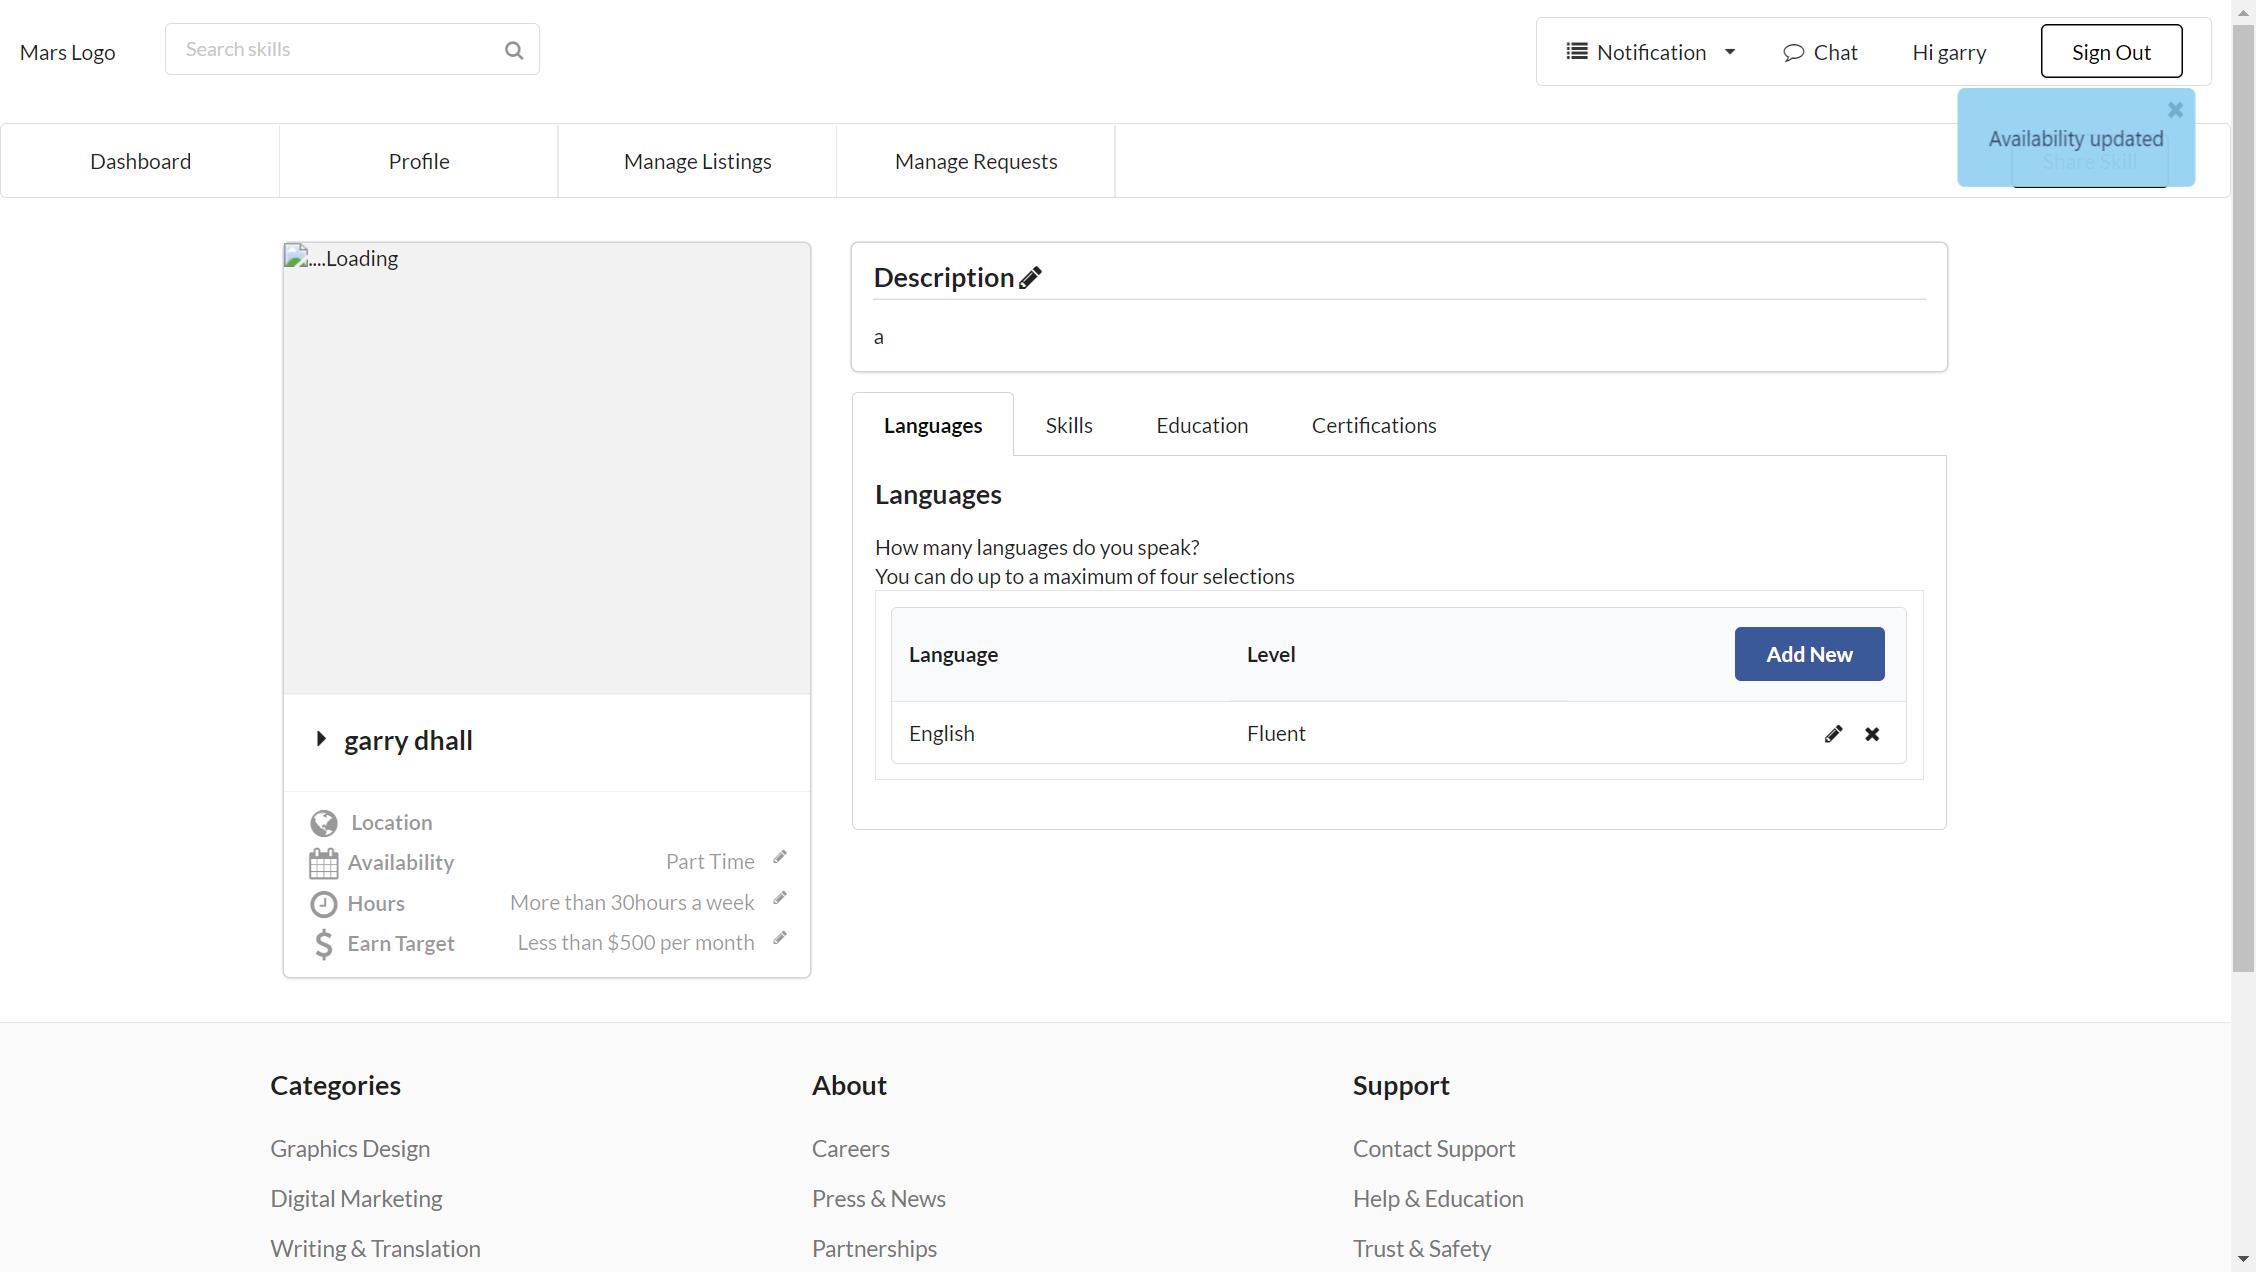 Mars Logo
Search skills
Notification
Chat
Hi garry
Sign Out
Availability updated
Dashboard
Profile
Manage Listings
Manage Requests
Share Skill
....Loading
Description
a
Languages
Skills
Education
Certifications
Languages
How many languages do you speak?
You can do up to a maximum of four selections
Language
Level
Add New
English
Fluent
garry dhall
Location
Availability
Part Time
Hours
More than 30hours a week
Earn Target
Less than $500 per month
Categories
About
Support
Graphics Design
Careers
Contact Support
Digital Marketing
Press & News
Help & Education
Writing & Translation
Partnerships
Trust & Safety